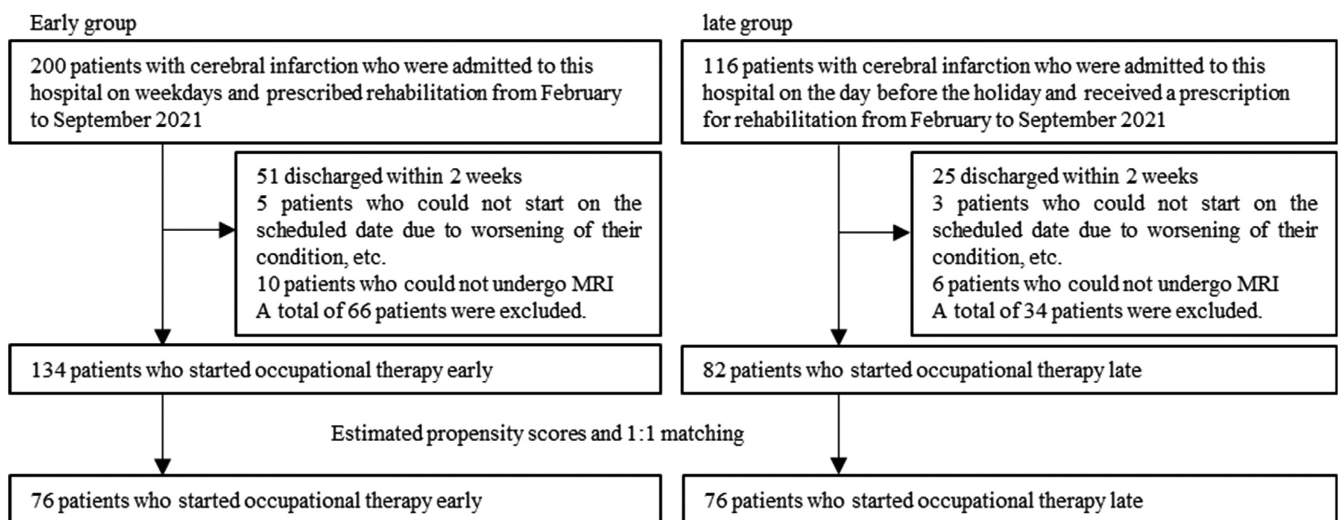 Early group
200 patients with cerebral infarction who were admitted to this
hospital on weekdays and prescribed rehabilitation from February
to September 2021
51 discharged within 2 weeks
5 patients who could not start on the
scheduled date due to worsening of their
condition, etc.
10 patients who could not undergo MRI
A total of 66 patients were excluded.
134 patients who started occupational therapy early
late group
116 patients with cerebral infarction who were admitted to this
hospital on the day before the holiday and received a prescription
for rehabilitation from February to September 2021
25 discharged within 2 weeks
3 patients who could not start on the
scheduled date due to worsening of their
condition, etc.
6 patients who could not undergo MRI
A total of 34 patients were excluded.
82 patients who started occupational therapy late
Estimated propensity scores and 1:1 matching
76 patients who started occupational therapy early
76 patients who started occupational therapy late